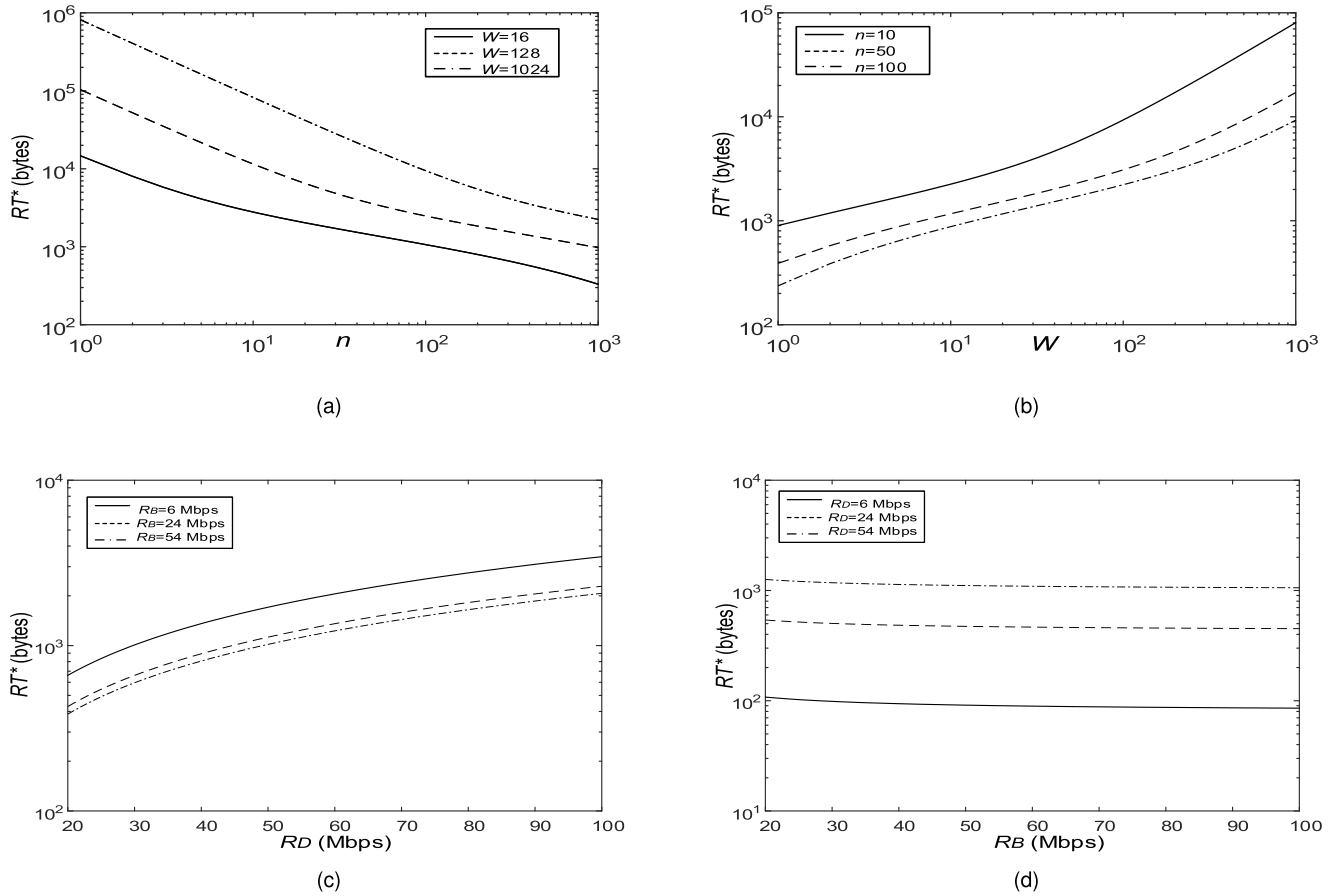 10^6
10^5
10^4
10^3
10^2
RT* (bytes)
W=16
W=128
W=1024
10^0
10^1
10^2
10^3
n
(a)
10^5
10^4
10^3
10^2
RT* (bytes)
n=10
n=50
n=100
10^0
10^1
10^2
10^3
W
(b)
10^4
10^3
10^2
RT* (bytes)
RB=6 Mbps
RB=24 Mbps
RB=54 Mbps
20 30 40 50 60 70 80 90 100
RD (Mbps)
(c)
10^4
10^3
10^2
10^1
RT* (bytes)
RD=6 Mbps
RD=24 Mbps
RD=54 Mbps
20 30 40 50 60 70 80 90 100
RB (Mbps)
(d)